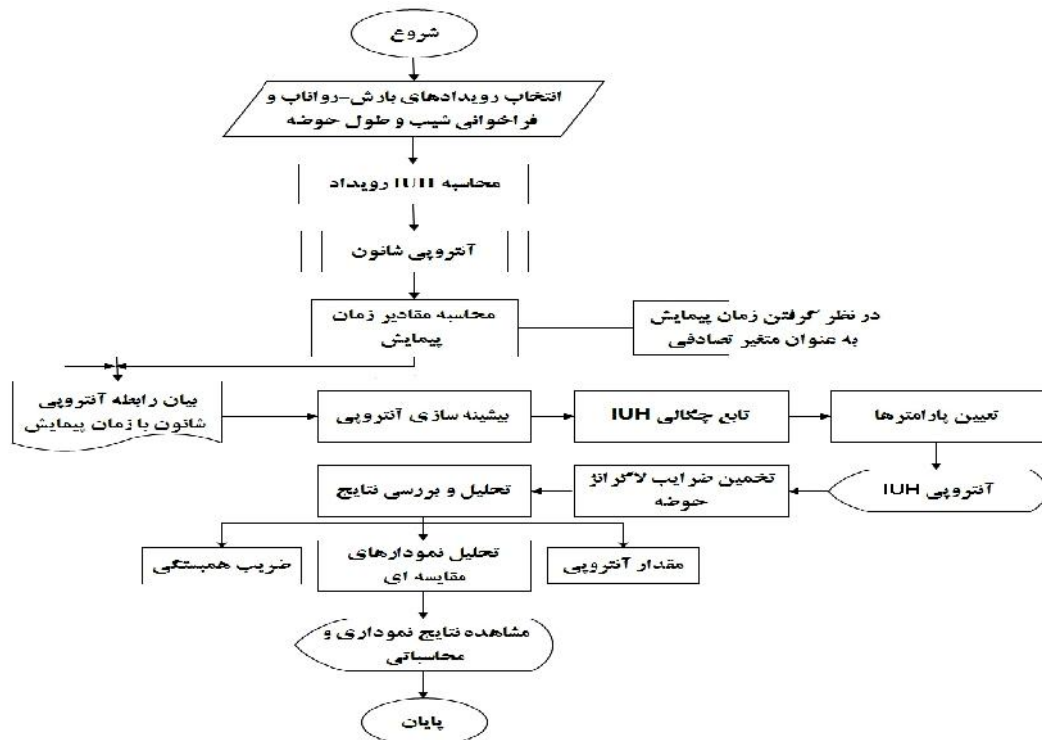 شروع
انتخاب رویدادهای بارش-رواناب و
فراخوانی شیب و طول حوضه
محاسبه IUH رویداد
آنتروپی شانون
محاسبه مقادیر زمان
پیمایش
در نظر گرفتن زمان پیمایش
به عنوان متغیر تصادفی
بیان رابطه آنتروپی
شانون با زمان پیمایش
بیشینه سازی آنتروپی
تابع چگالی IUH
تعیین پارامترها
آنتروپی IUH
تخمین ضرایب لاگرانژ
حوضه
تحلیل و بررسی نتایج
مقدار آنتروپی
تحلیل نمودارهای
مقایسه ای
ضریب همبستگی
مشاهده نتایج نموداری و
محاسباتی
پایان